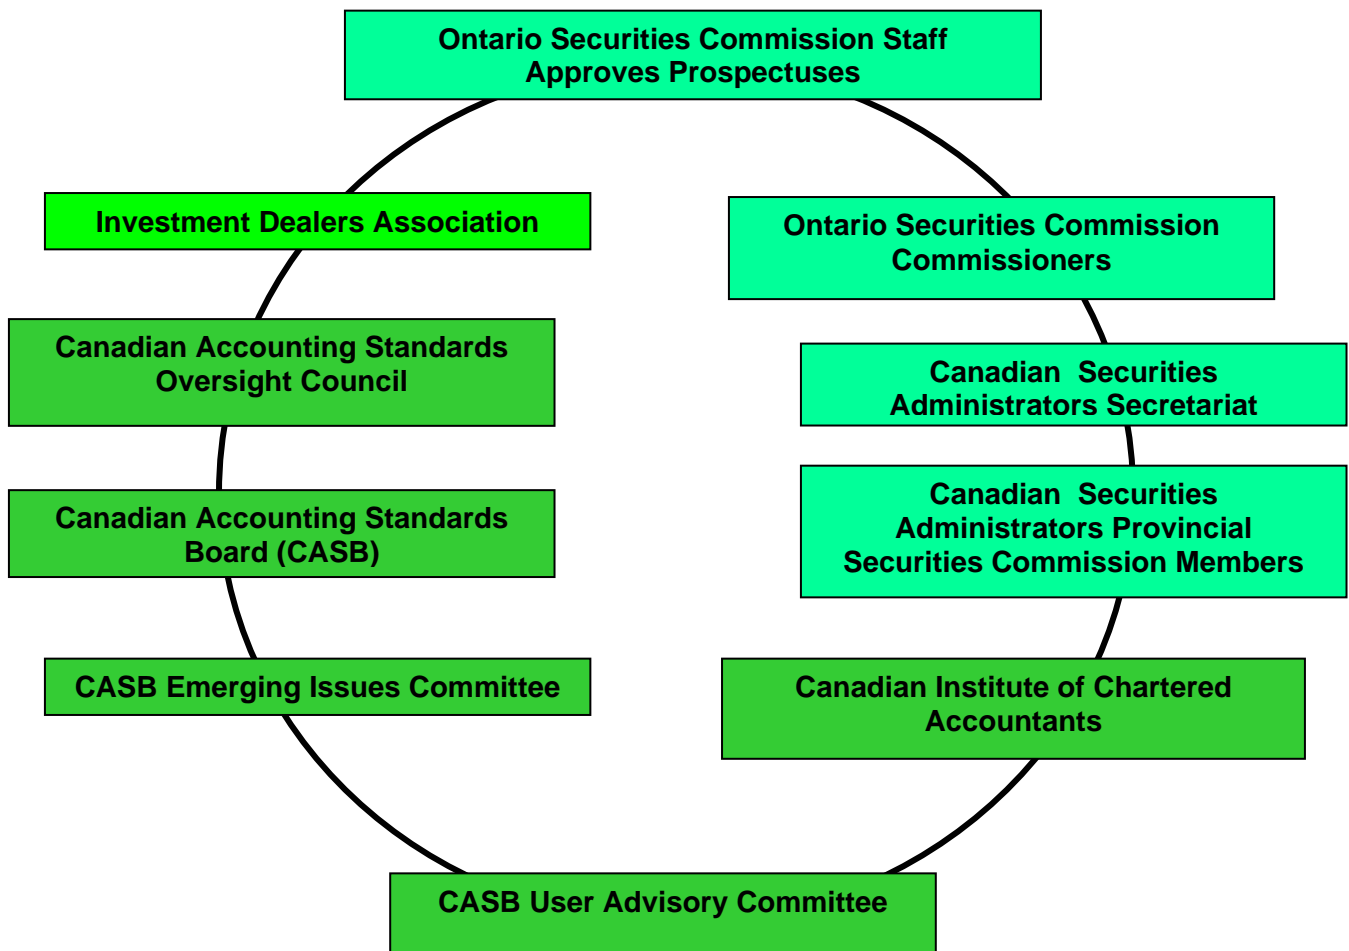 Ontario Securities Commission Staff
Approves Prospectuses
Investment Dealers Association
Ontario Securities Commission
Commissioners
Canadian Accounting Standards
Oversight Council
Canadian  Securities
Administrators Secretariat
Canadian Accounting Standards
Board (CASB)
Canadian  Securities
Administrators Provincial
Securities Commission Members
CASB Emerging Issues Committee
Canadian Institute of Chartered
Accountants
CASB User Advisory Committee